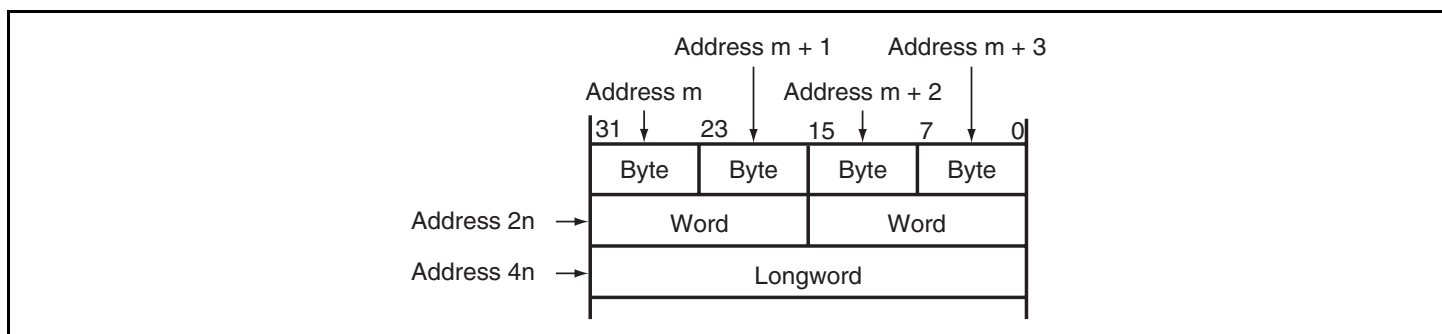 Address m + 1 Address m + 3
Address m Address m + 2
31 23 15 7 0
Byte Byte Byte Byte
Address 2n Word Word
Address 4n Longword